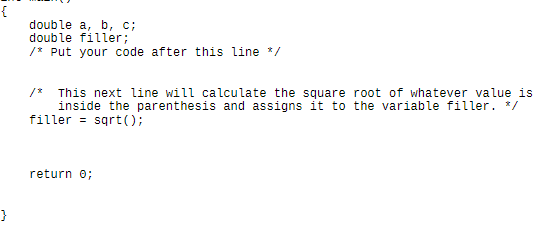 {
    double a, b, c;
    double filler;
    /* Put your code after this line */
    /*  This next line will calculate the square root of whatever value is
        inside the parenthesis and assigns it to the variable filler. */
    filler = sqrt();
    return 0;
}